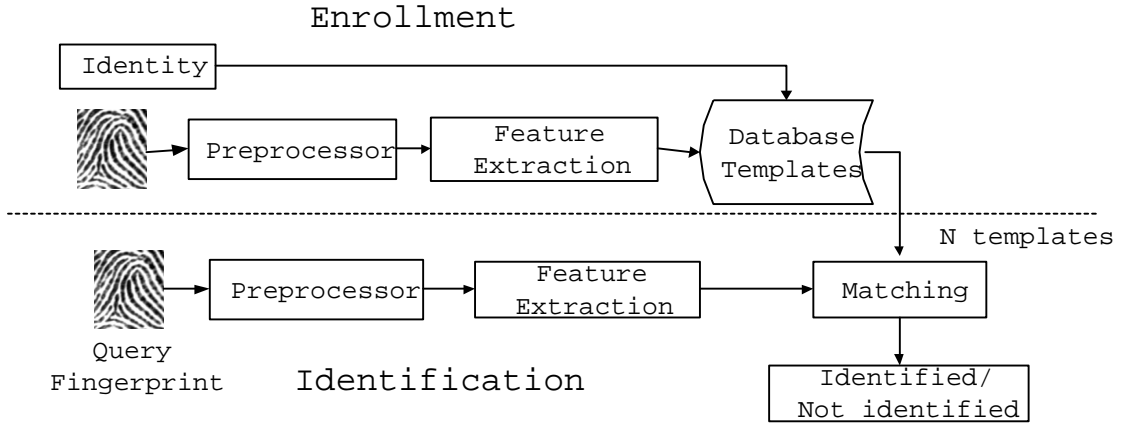 Enrollment
Identity
Preprocessor
Feature
Extraction
Database
Templates
N templates
Query
Fingerprint
Preprocessor
Feature
Extraction
Matching
Identification
Identified/
Not identified